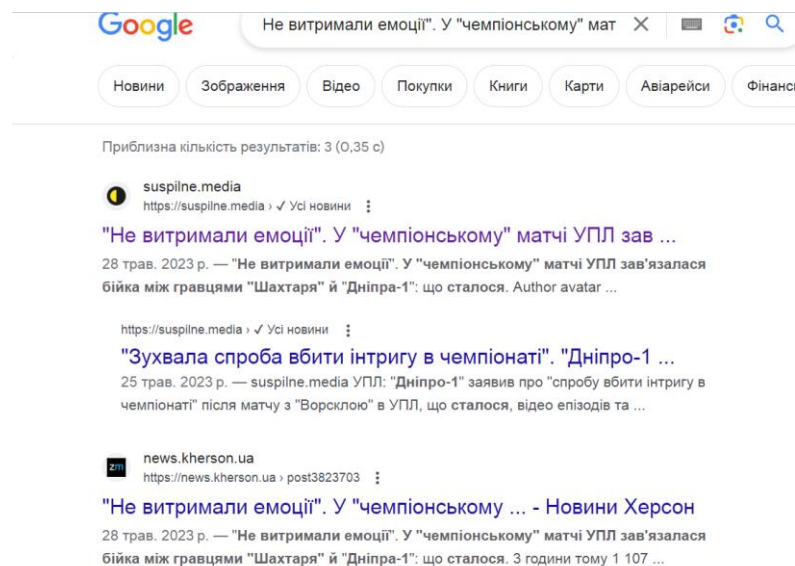 Google
Не витримали емоції". У "чемпіонському" мат
Новини Зображення Відео Покупки Книги Карти Авіарейси Фінанс
Приблизна кількість результатів: 3 (0,35 с)
suspilne.media
https://suspilne.media › ✓ Усі новини
"Не витримали емоції". У "чемпіонському" матчі УПЛ зав ...
28 трав. 2023 р. — "Не витримали емоції". У "чемпіонському" матчі УПЛ зав'язалася
бійка між гравцями "Шахтаря" й "Дніпра-1": що сталося. Author avatar ...
https://suspilne.media › ✓ Усі новини
"Зухвала спроба вбити інтригу в чемпіонаті". "Дніпро-1 ...
25 трав. 2023 р. — suspilne.media УПЛ: "Дніпро-1" заявив про "спробу вбити інтригу в
чемпіонаті" після матчу з "Ворсклою" в УПЛ, що сталося, відео епізодів та ...
zm
news.kherson.ua
https://news.kherson.ua › post3823703
"Не витримали емоції". У "чемпіонському ... - Новини Херсон
28 трав. 2023 р. — "Не витримали емоції". У "чемпіонському" матчі УПЛ зав'язалася
бійка між гравцями "Шахтаря" й "Дніпра-1": що сталося. 3 години тому 1 107 ...